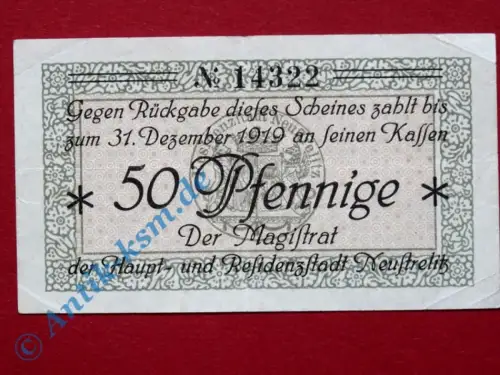 № 14322
Gegen Rückgabe dieſes Scheines zahlt bis
zum 31. Dezember 1919 an ſeinen Kaſſen
* 50 Pfennige *
Der Magiſtrat
der Haupt- und Reſidenzſtadt Neuſtrelitz
© Antikuksm.de